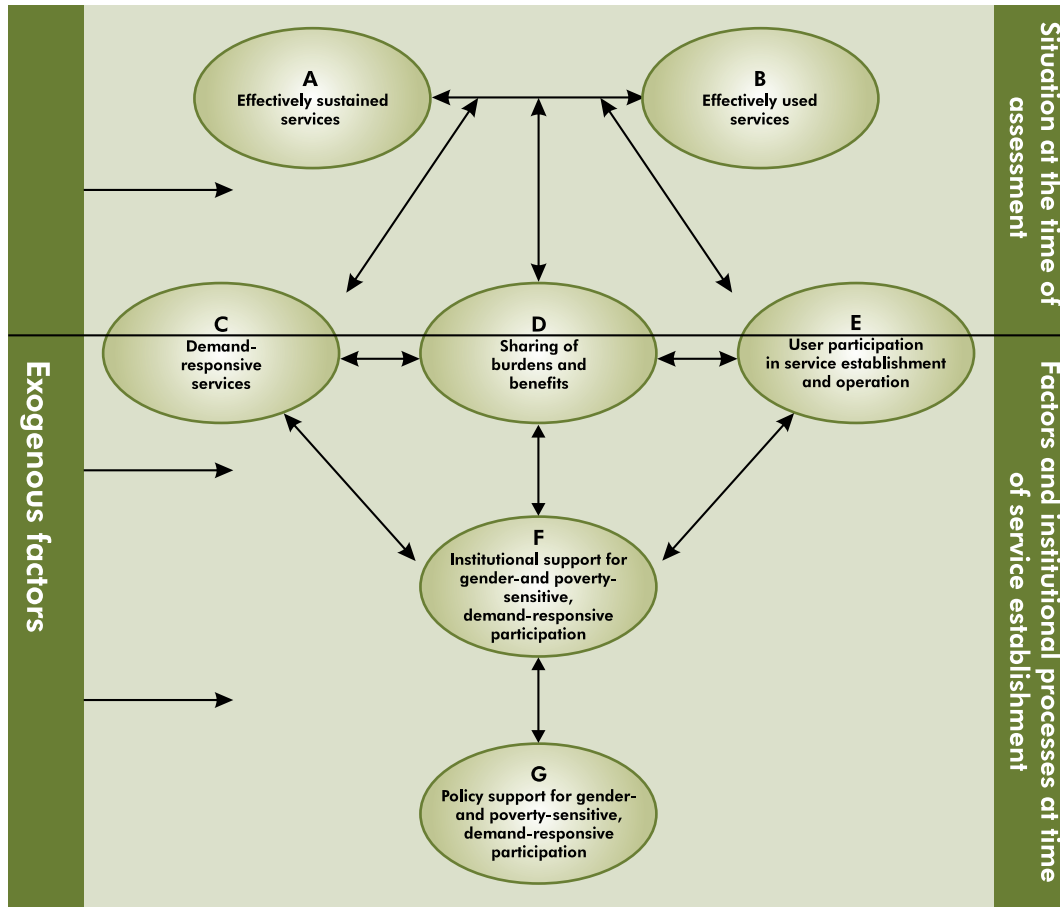 A
Effectively sustained
services
B
Effectively used
services
Situation at the time of
assessment
C
Demand-
responsive
services
D
Sharing of
burdens and
benefits
E
User participation
in service establishment
and operation
Exogenous factors
F
Institutional support for
gender-and poverty-
sensitive,
demand-responsive
participation
Factors and institutional processes at time
of service establishment
G
Policy support for gender-
and poverty-sensitive,
demand-responsive
participation